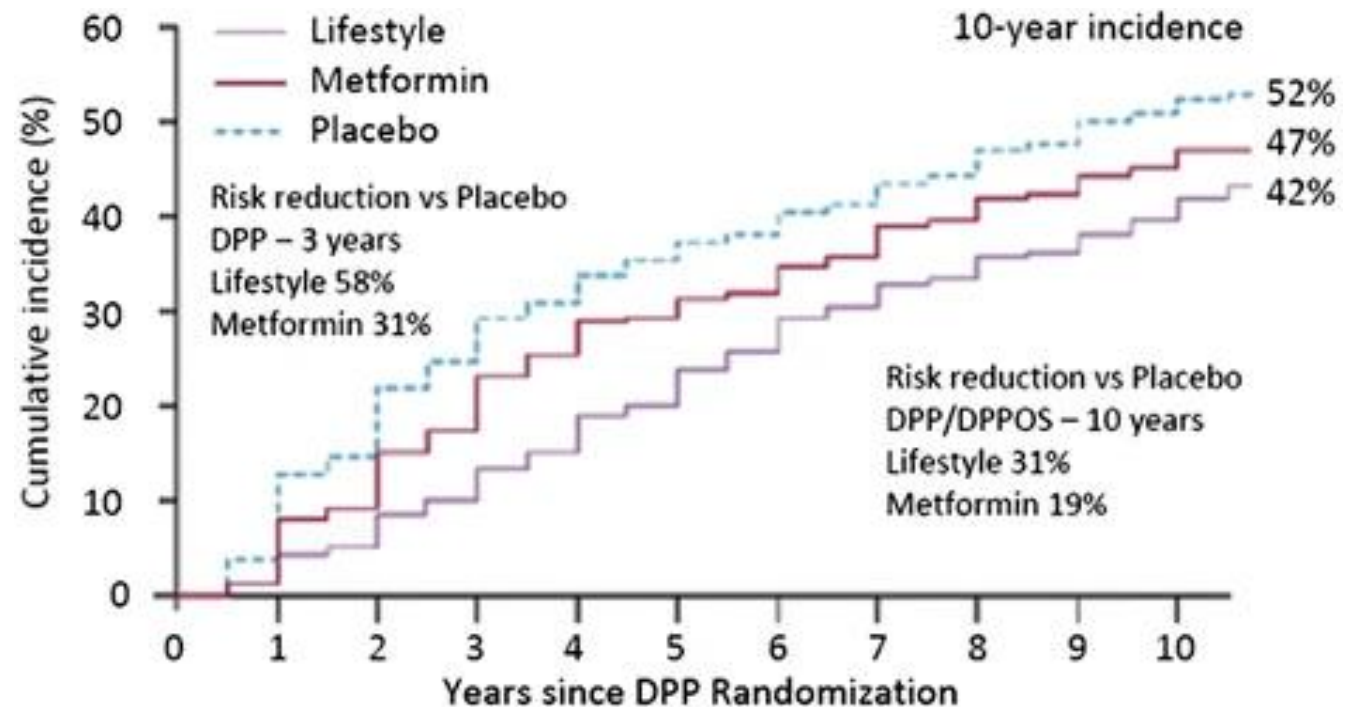 60
50
40
30
20
10
0
Cumulative incidence (%)
Lifestyle
Metformin
Placebo
Risk reduction vs Placebo
DPP – 3 years
Lifestyle 58%
Metformin 31%
10-year incidence
52%
47%
42%
Risk reduction vs Placebo
DPP/DPPOS – 10 years
Lifestyle 31%
Metformin 19%
0 1 2 3 4 5 6 7 8 9 10
Years since DPP Randomization